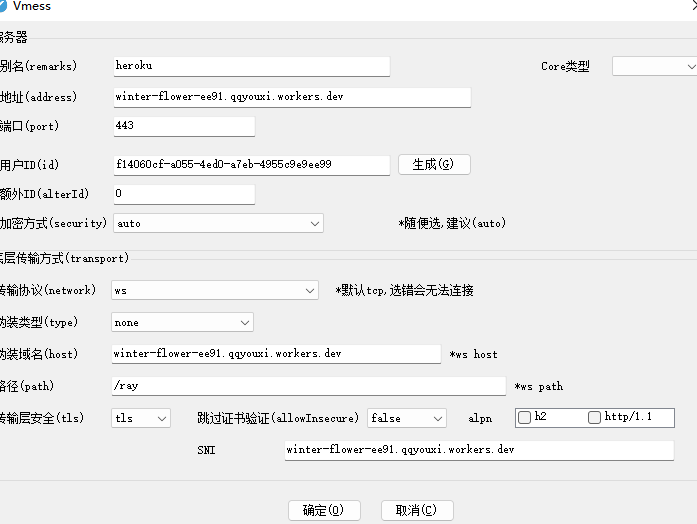 Vmess
服务器
别名(remarks) heroku Core类型
地址(address) winter-flower-ee91.qqyouxi.workers.dev
端口(port) 443
用户ID(id) f14060cf-a055-4ed0-a7eb-4955c9e9ee99 生成(G)
额外ID(alterId) 0
加密方式(security) auto *随便选,建议(auto)
底层传输方式(transport)
传输协议(network) ws *默认tcp,选错会无法连接
伪装类型(type) none
伪装域名(host) winter-flower-ee91.qqyouxi.workers.dev *ws host
路径(path) /ray *ws path
传输层安全(tls) tls 跳过证书验证(allowInsecure) false alpn h2 http/1.1
SNI winter-flower-ee91.qqyouxi.workers.dev
确定(O) 取消(C)